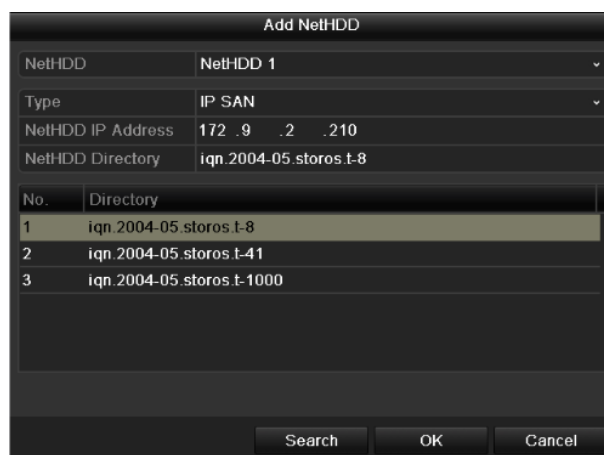 Add NetHDD
NetHDD NetHDD 1
Type IP SAN
NetHDD IP Address 172 .9 .2 .210
NetHDD Directory iqn.2004-05.storos.t-8
No. Directory
1 iqn.2004-05.storos.t-8
2 iqn.2004-05.storos.t-41
3 iqn.2004-05.storos.t-1000
Search OK Cancel